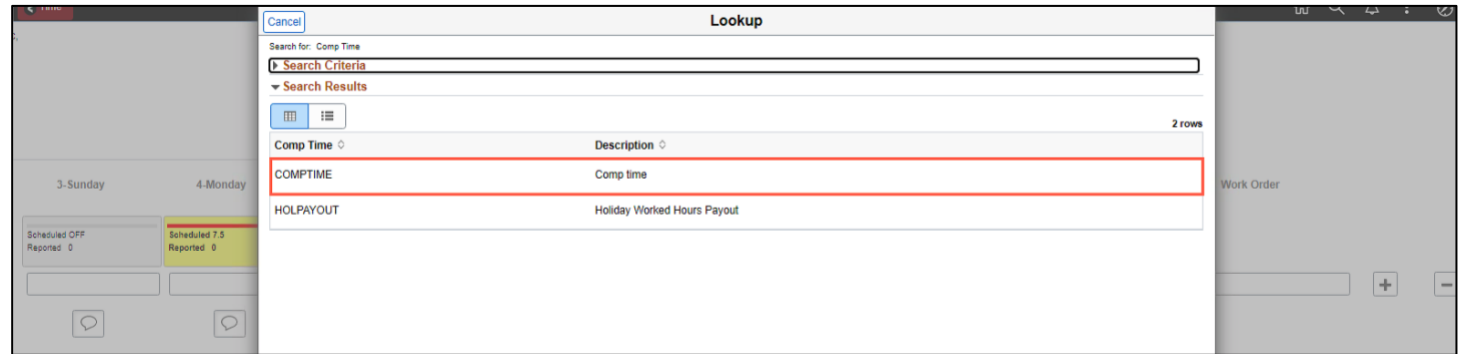 Time
Cancel
Lookup
Search for: Comp Time
Search Criteria
Search Results
2 rows
Comp Time
Description
COMPTIME
Comp time
HOLPAYOUT
Holiday Worked Hours Payout
3-Sunday
4-Monday
Work Order
Scheduled OFF
Reported 0
Scheduled 7.5
Reported 0